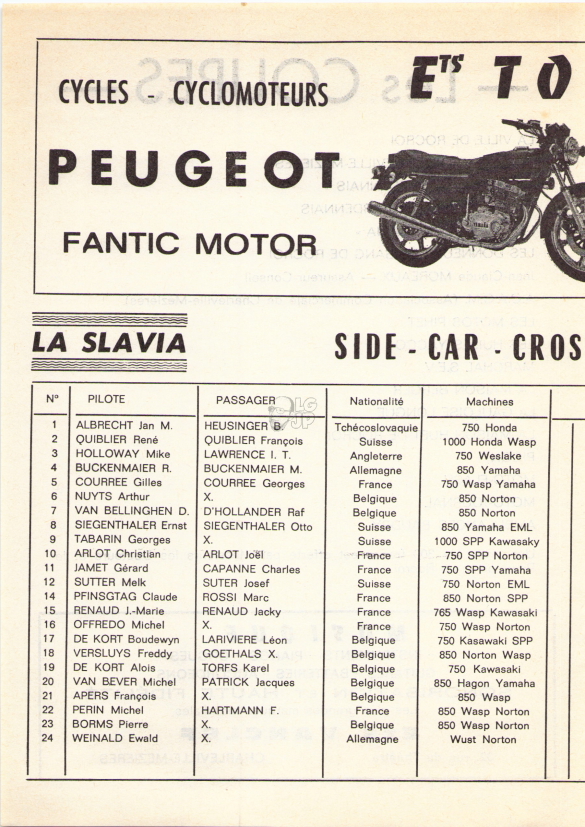 CYCLES - CYCLOMOTEURS
ETS TO
PEUGEOT
FANTIC MOTOR
LA SLAVIA
SIDE - CAR - CROS
N° PILOTE PASSAGER Nationalité Machines
1 ALBRECHT Jan M. HEUSINGER B. Tchécoslovaquie 750 Honda
2 QUIBLIER René QUIBLIER François Suisse 1000 Honda Wasp
3 HOLLOWAY Mike LAWRENCE I. T. Angleterre 750 Weslake
4 BUCKENMAIER R. BUCKENMAIER M. Allemagne 850 Yamaha
5 COURREE Gilles COURREE Georges France 750 Wasp Yamaha
6 NUYTS Arthur X. Belgique 850 Norton
7 VAN BELLINGHEN D. D'HOLLANDER Raf Belgique 850 Norton
8 SIEGENTHALER Ernst SIEGENTHALER Otto Suisse 850 Yamaha EML
9 TABARIN Georges X. Suisse 1000 SPP Kawasaky
10 ARLOT Christian ARLOT Joël France 750 SPP Norton
11 JAMET Gérard CAPANNE Charles France 750 SPP Yamaha
12 SUTTER Melk SUTER Josef Suisse 750 Norton EML
14 PFINSGTAG Claude ROSSI Marc France 850 Norton SPP
15 RENAUD J.-Marie RENAUD Jacky France 765 Wasp Kawasaki
16 OFFREDO Michel X. France 750 Wasp Norton
17 DE KORT Boudewyn LARIVIERE Léon Belgique 750 Kasawaki SPP
18 VERSLUYS Freddy GOETHALS X. Belgique 850 Norton Wasp
19 DE KORT Alois TORFS Karel Belgique 750 Kawasaki
20 VAN BEVER Michel PATRICK Jacques Belgique 850 Hagon Yamaha
21 APERS François X. Belgique 850 Wasp
22 PERIN Michel HARTMANN F. France 850 Wasp Norton
23 BORMS Pierre X. Belgique 850 Wasp Norton
24 WEINALD Ewald X. Allemagne Wust Norton
LG
JP